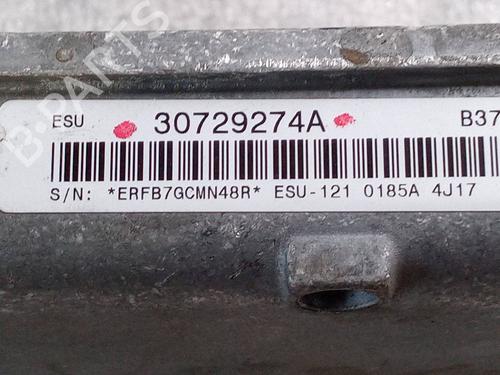 ESU 30729274A B37
S/N: *ERFB7GCMN48R* ESU-121 0185A 4J17
B-PARTS